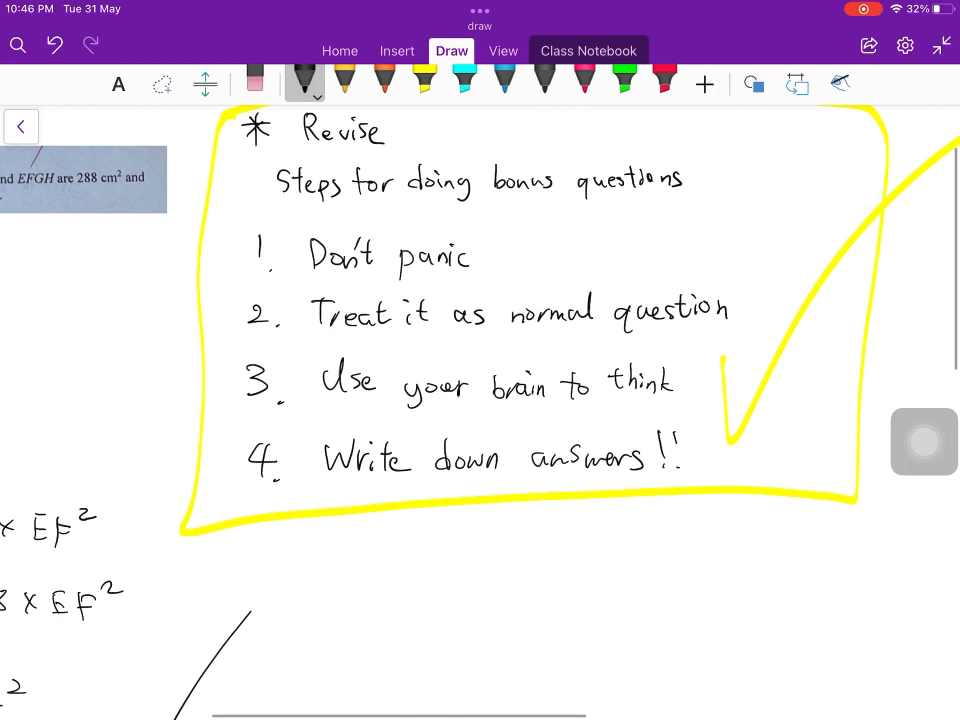 10:46 PM Tue 31 May
32%
draw
Home Insert Draw View Class Notebook
A
nd EFGH are 288 cm² and
* Revise
Steps for doing bonus questions
1. Don't panic
2. Treat it as normal question
3. Use your brain to think
4. Write down answers!!
× EF²
8 × EF²
2